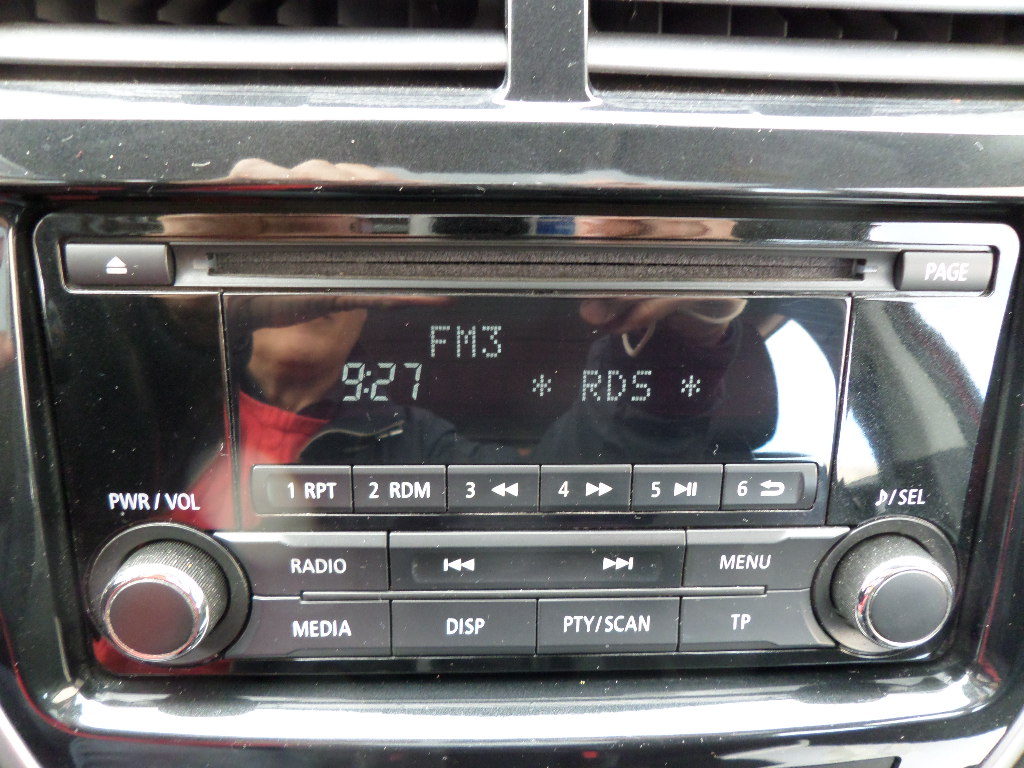 PAGE
FM3
9:27 * RDS *
1 RPT 2 RDM 3 4 5 6
PWR / VOL
♪/SEL
RADIO MENU
MEDIA DISP PTY/SCAN TP